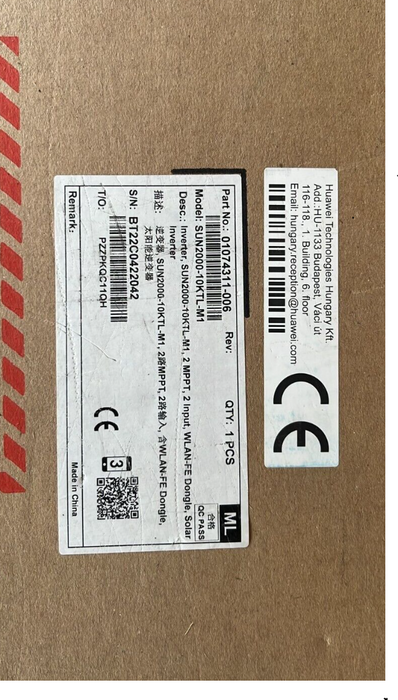 Huawei Technologies Hungary Kft.
Add.:HU-1133 Budapest, Váci út
116-118., 1. Building, 6. floor
Email: hungaryreception@huawei.com
CE
ML
Part No.: 01074311-006 Rev: QTY: 1 PCS
合格
QC PASS
Model: SUN2000-10KTL-M1
Desc.: Inverter, SUN2000-10KTL-M1, 2 MPPT, 2 Input, WLAN-FE Dongle, Solar
Inverter
描述: 逆变器, SUN2000-10KTL-M1, 2路MPPT, 2路输入, 含WLAN-FE Dongle,
太阳能逆变器
S/N: BT22C0422042
3
CE
T/O:
PZZPKQC11QH
Remark:
Made in China